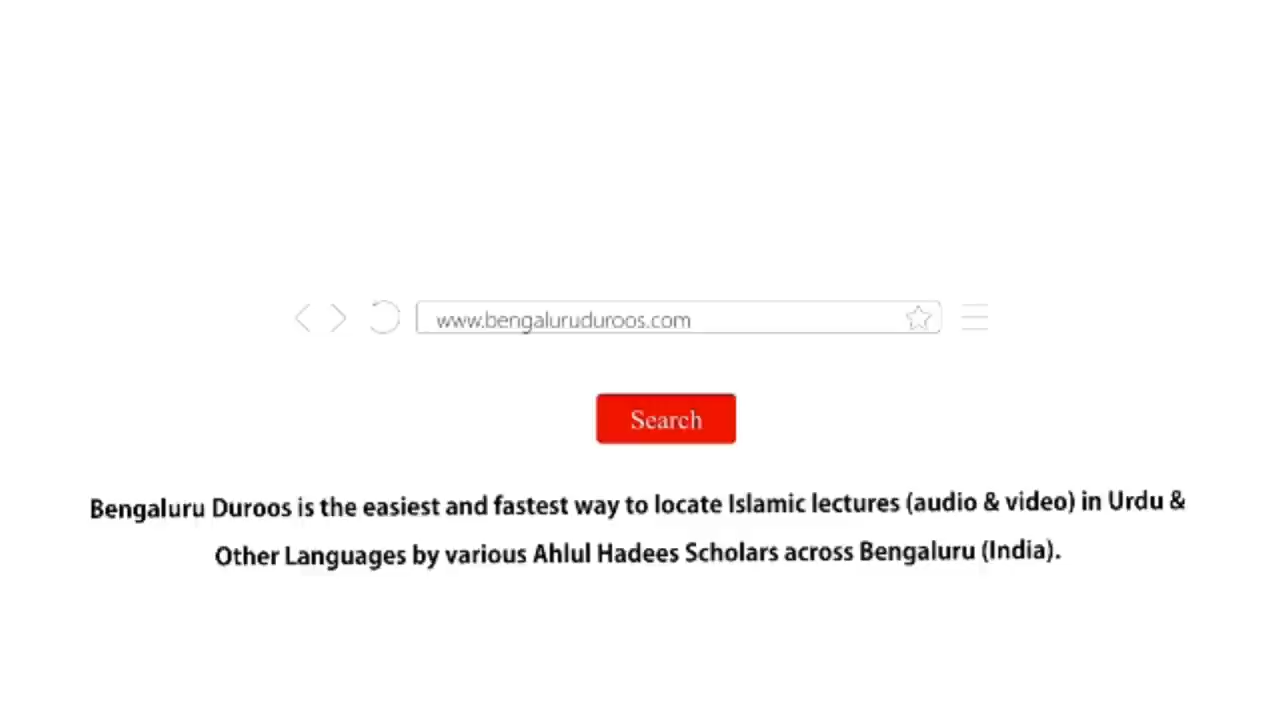 www.bengaluruduroos.com
Search
Bengaluru Duroos is the easiest and fastest way to locate Islamic lectures (audio & video) in Urdu &
Other Languages by various Ahlul Hadees Scholars across Bengaluru (India).